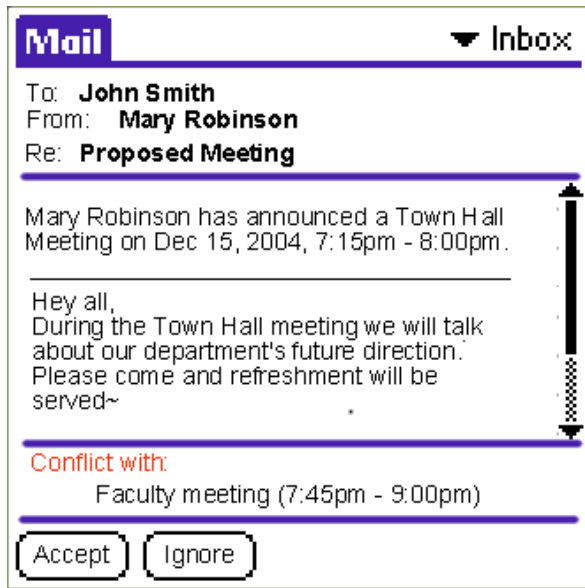 Mail
Inbox
To: John Smith
From: Mary Robinson
Re: Proposed Meeting
Mary Robinson has announced a Town Hall
Meeting on Dec 15, 2004, 7:15pm - 8:00pm.
Hey all,
During the Town Hall meeting we will talk
about our department's future direction.
Please come and refreshment will be
served~
Conflict with:
Faculty meeting (7:45pm - 9:00pm)
Accept Ignore